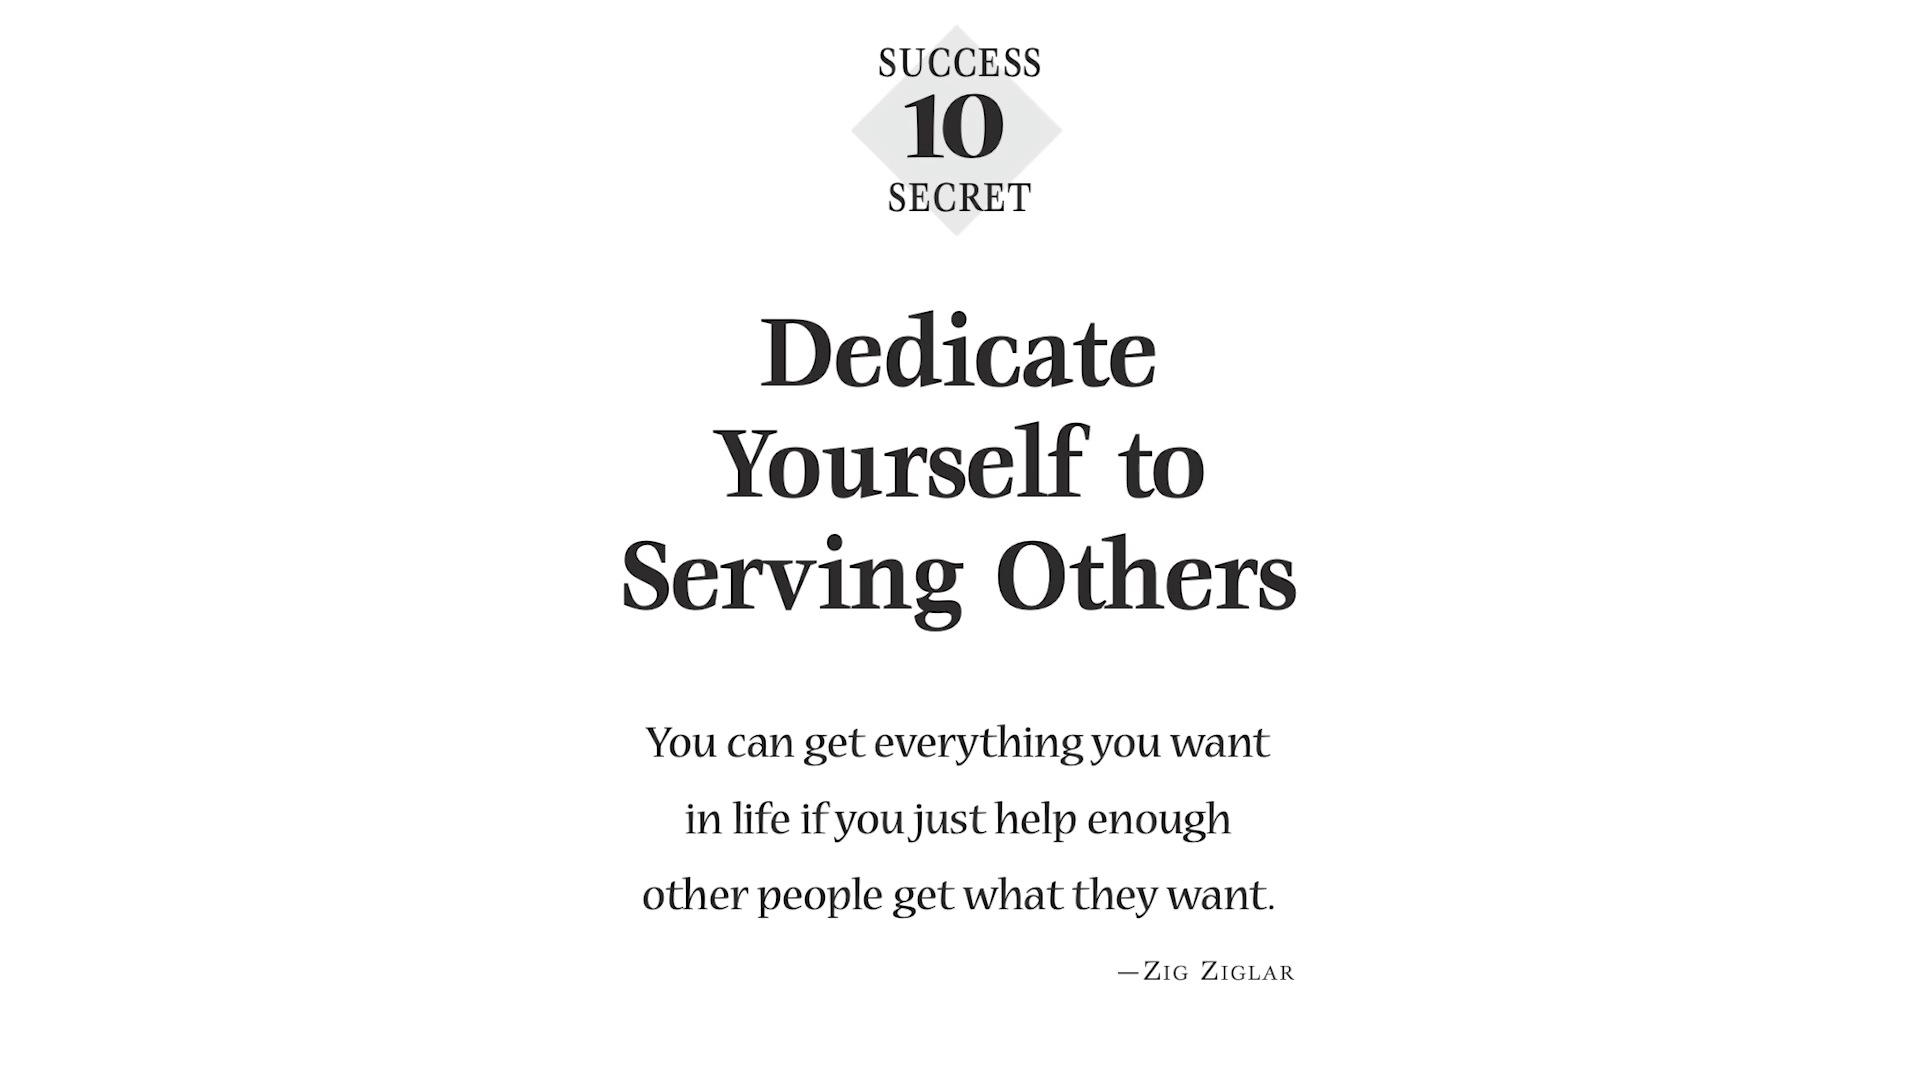 SUCCESS
10
SECRET
Dedicate
Yourself to
Serving Others
You can get everything you want
in life if you just help enough
other people get what they want.
—Zig Ziglar